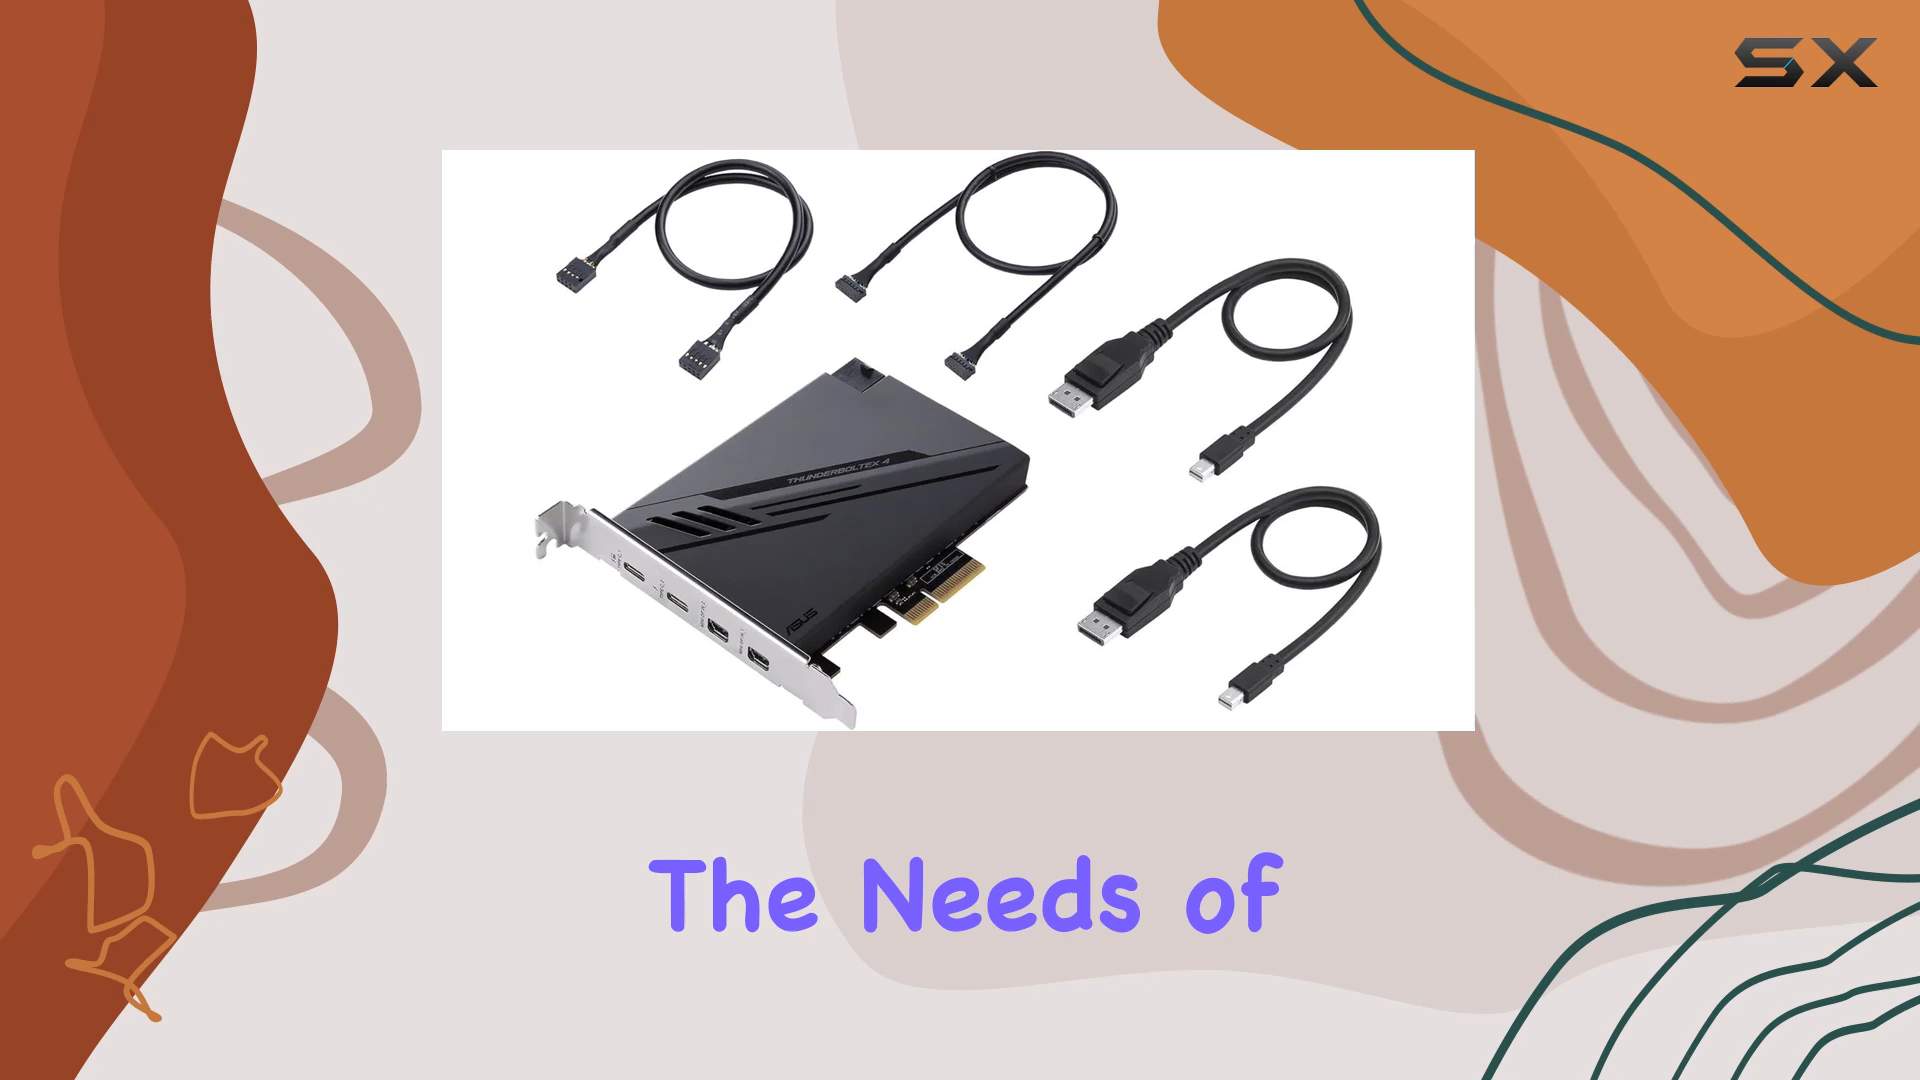 SX
THUNDERBOLTEX 4
ASUS
The Needs of